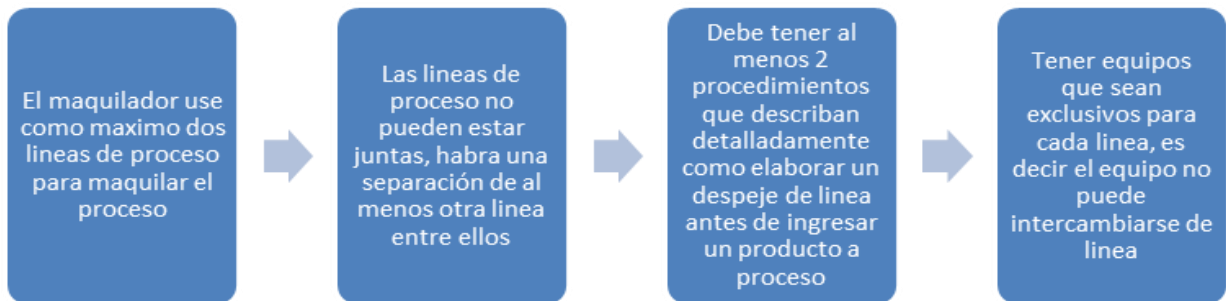 El maquilador use
como maximo dos
lineas de proceso
para maquilar el
proceso
Las lineas de
proceso no
pueden estar
juntas, habra una
separación de al
menos otra linea
entre ellos
Debe tener al
menos 2
procedimientos
que describan
detalladamente
como elaborar un
despeje de linea
antes de ingresar
un producto a
proceso
Tener equipos
que sean
exclusivos para
cada linea, es
decir el equipo no
puede
intercambiarse de
linea